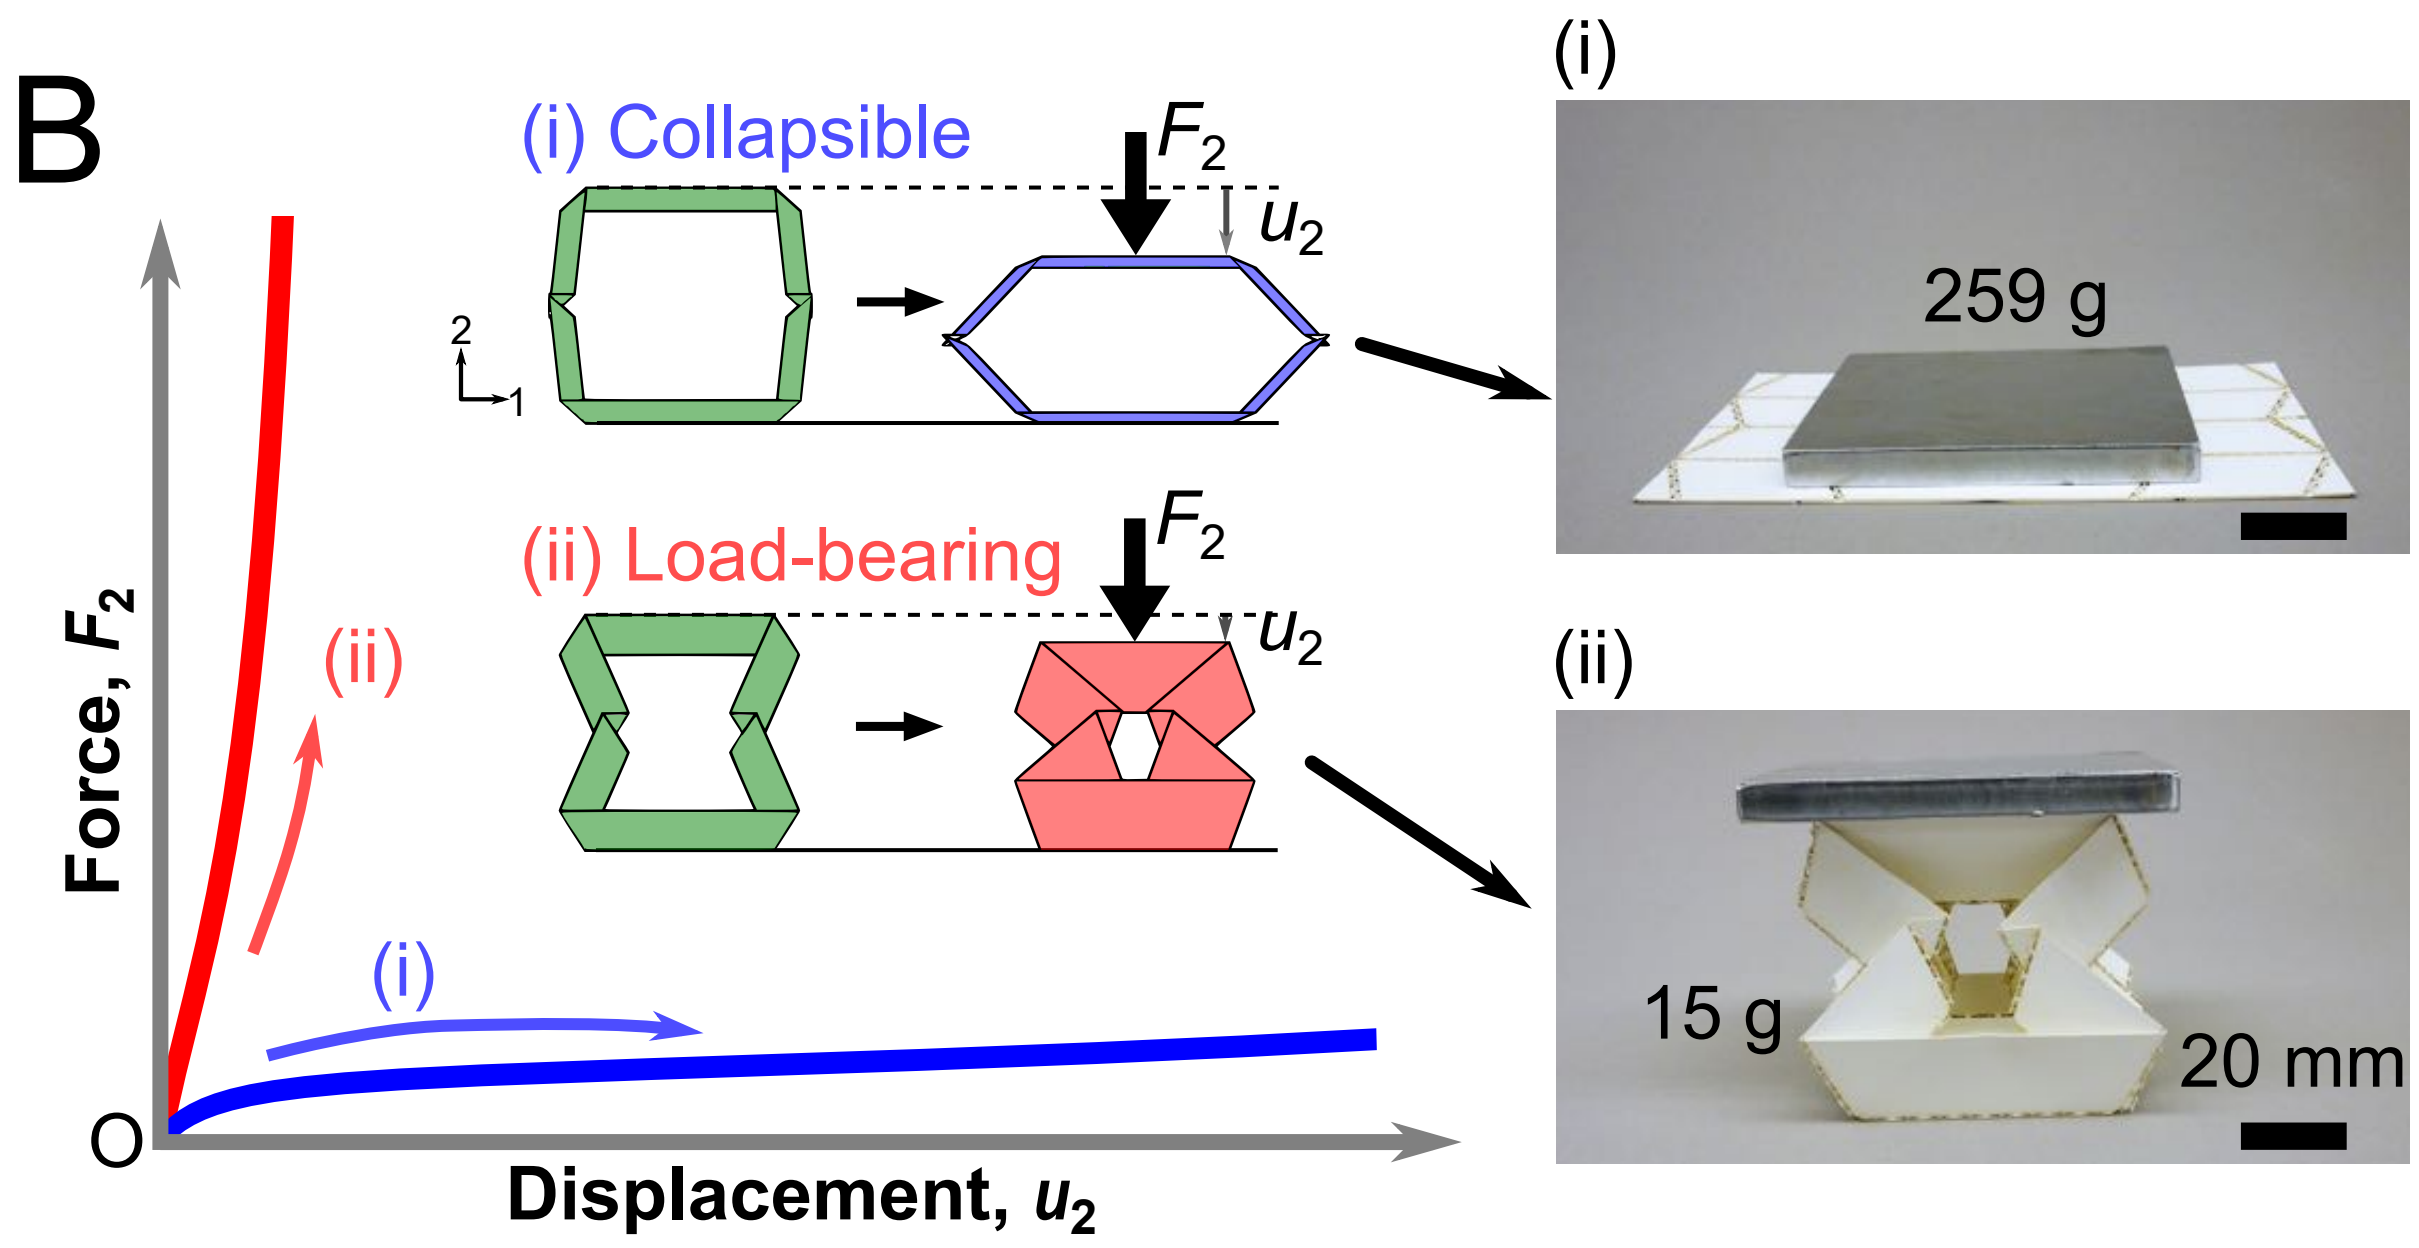 B
(i) Collapsible
F2
u2
2
1
(ii) Load-bearing
F2
u2
(ii)
(i)
Force, F2
O
Displacement, u2
(i)
259 g
(ii)
15 g
20 mm